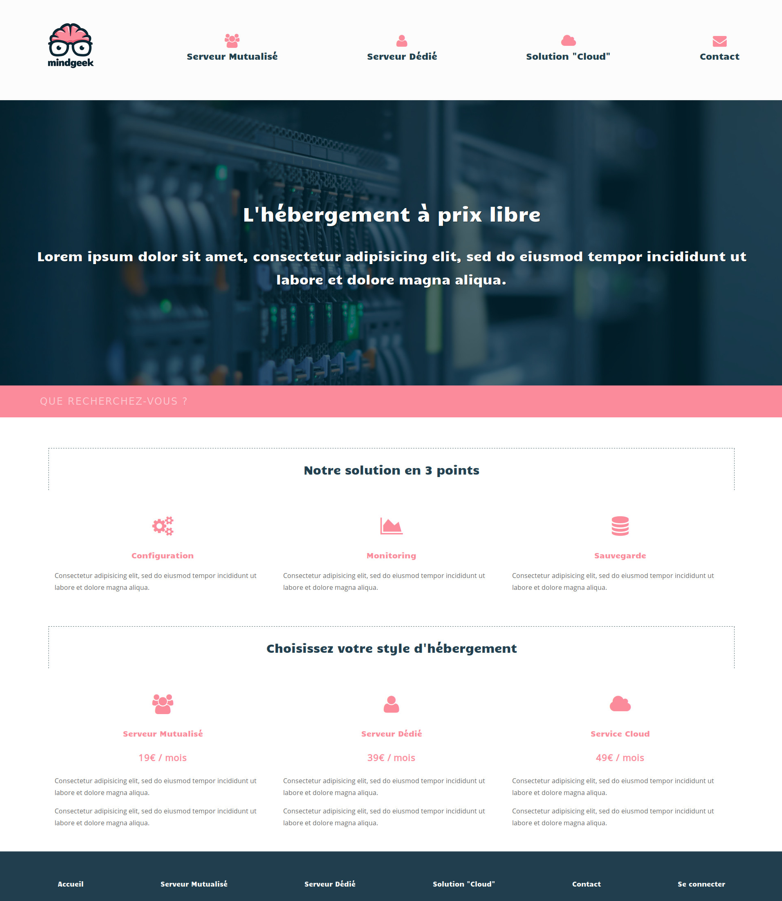 mindgeek
Serveur Mutualisé
Serveur Dédié
Solution "Cloud"
Contact
L'hébergement à prix libre
Lorem ipsum dolor sit amet, consectetur adipisicing elit, sed do eiusmod tempor incididunt ut
labore et dolore magna aliqua.
QUE RECHERCHEZ-VOUS ?
Notre solution en 3 points
Configuration
Consectetur adipisicing elit, sed do eiusmod tempor incididunt ut
labore et dolore magna aliqua.
Monitoring
Consectetur adipisicing elit, sed do eiusmod tempor incididunt ut
labore et dolore magna aliqua.
Sauvegarde
Consectetur adipisicing elit, sed do eiusmod tempor incididunt ut
labore et dolore magna aliqua.
Choisissez votre style d'hébergement
Serveur Mutualisé
19€ / mois
Consectetur adipisicing elit, sed do eiusmod tempor incididunt ut
labore et dolore magna aliqua.
Consectetur adipisicing elit, sed do eiusmod tempor incididunt ut
labore et dolore magna aliqua.
Serveur Dédié
39€ / mois
Consectetur adipisicing elit, sed do eiusmod tempor incididunt ut
labore et dolore magna aliqua.
Consectetur adipisicing elit, sed do eiusmod tempor incididunt ut
labore et dolore magna aliqua.
Service Cloud
49€ / mois
Consectetur adipisicing elit, sed do eiusmod tempor incididunt ut
labore et dolore magna aliqua.
Consectetur adipisicing elit, sed do eiusmod tempor incididunt ut
labore et dolore magna aliqua.
Accueil
Serveur Mutualisé
Serveur Dédié
Solution "Cloud"
Contact
Se connecter